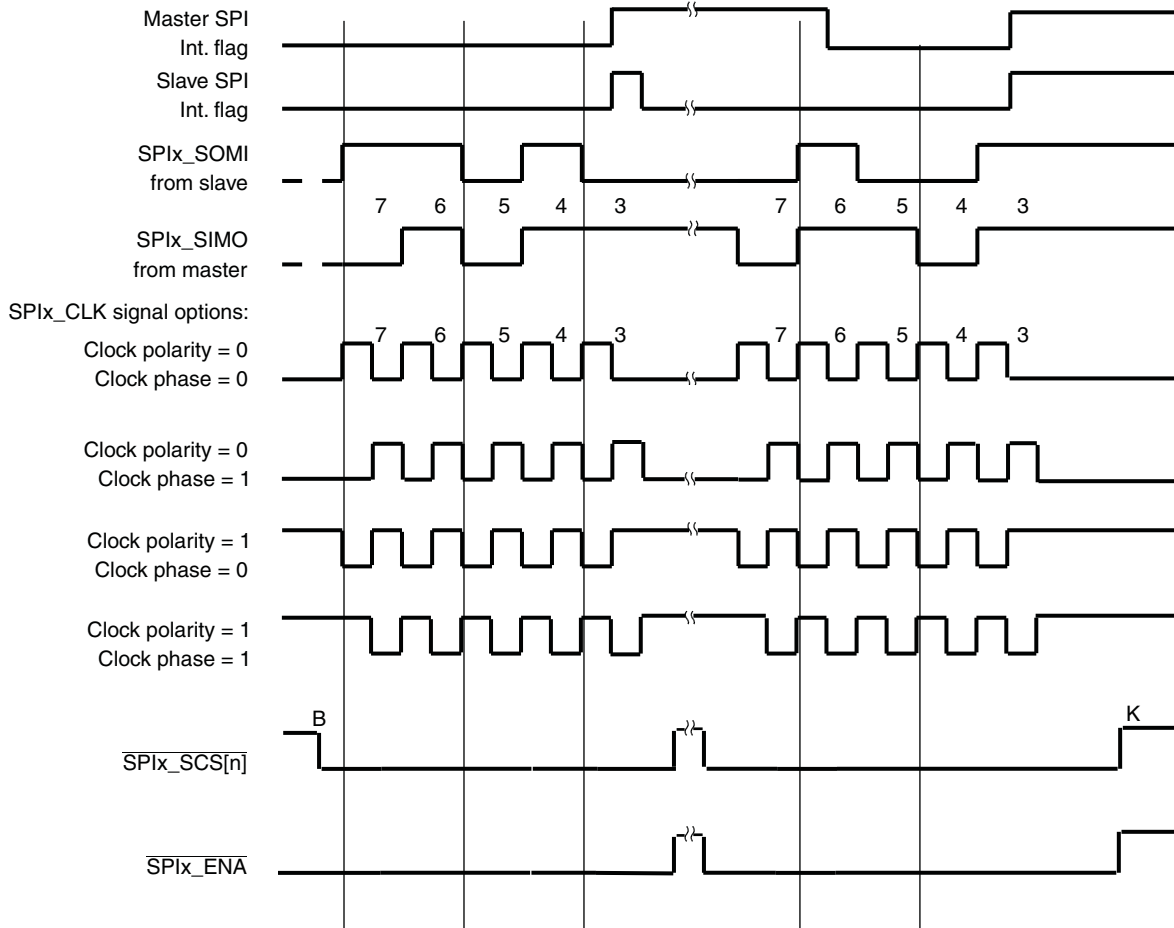 Master SPI
Int. flag
Slave SPI
Int. flag
SPIx_SOMI
from slave
7 6 5 4 3 7 6 5 4 3
SPIx_SIMO
from master
SPIx_CLK signal options:
7 6 5 4 3 7 6 5 4 3
Clock polarity = 0
Clock phase = 0
Clock polarity = 0
Clock phase = 1
Clock polarity = 1
Clock phase = 0
Clock polarity = 1
Clock phase = 1
B K
SPIx_SCS[n]
SPIx_ENA